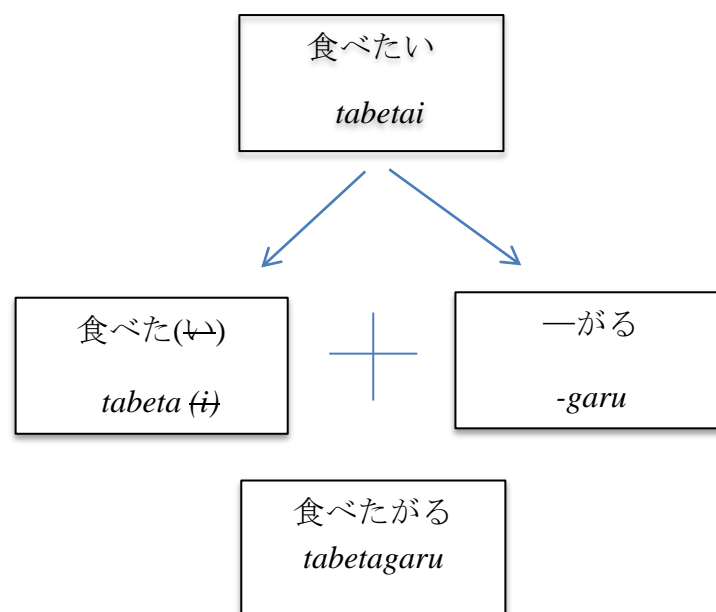 食べたい
tabetai
食べた(い)
tabeta (i)
―がる
-garu
食べたがる
tabetagaru